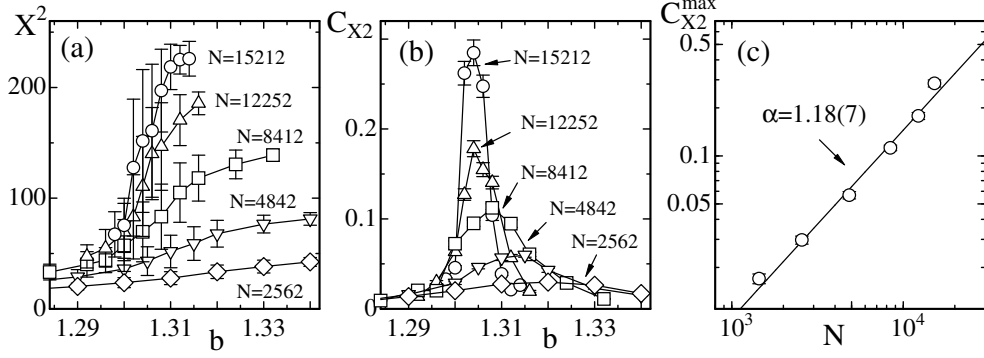 X²
(a)
200
100
0
N=15212
N=12252
N=8412
N=4842
N=2562
1.29
1.31
1.33
b
C_X2
(b)
0.2
0.1
0
N=15212
N=12252
N=8412
N=4842
N=2562
1.29
1.31
1.33
b
C_X2^max
(c)
0.5
0.1
0.05
α=1.18(7)
10³
N
10⁴